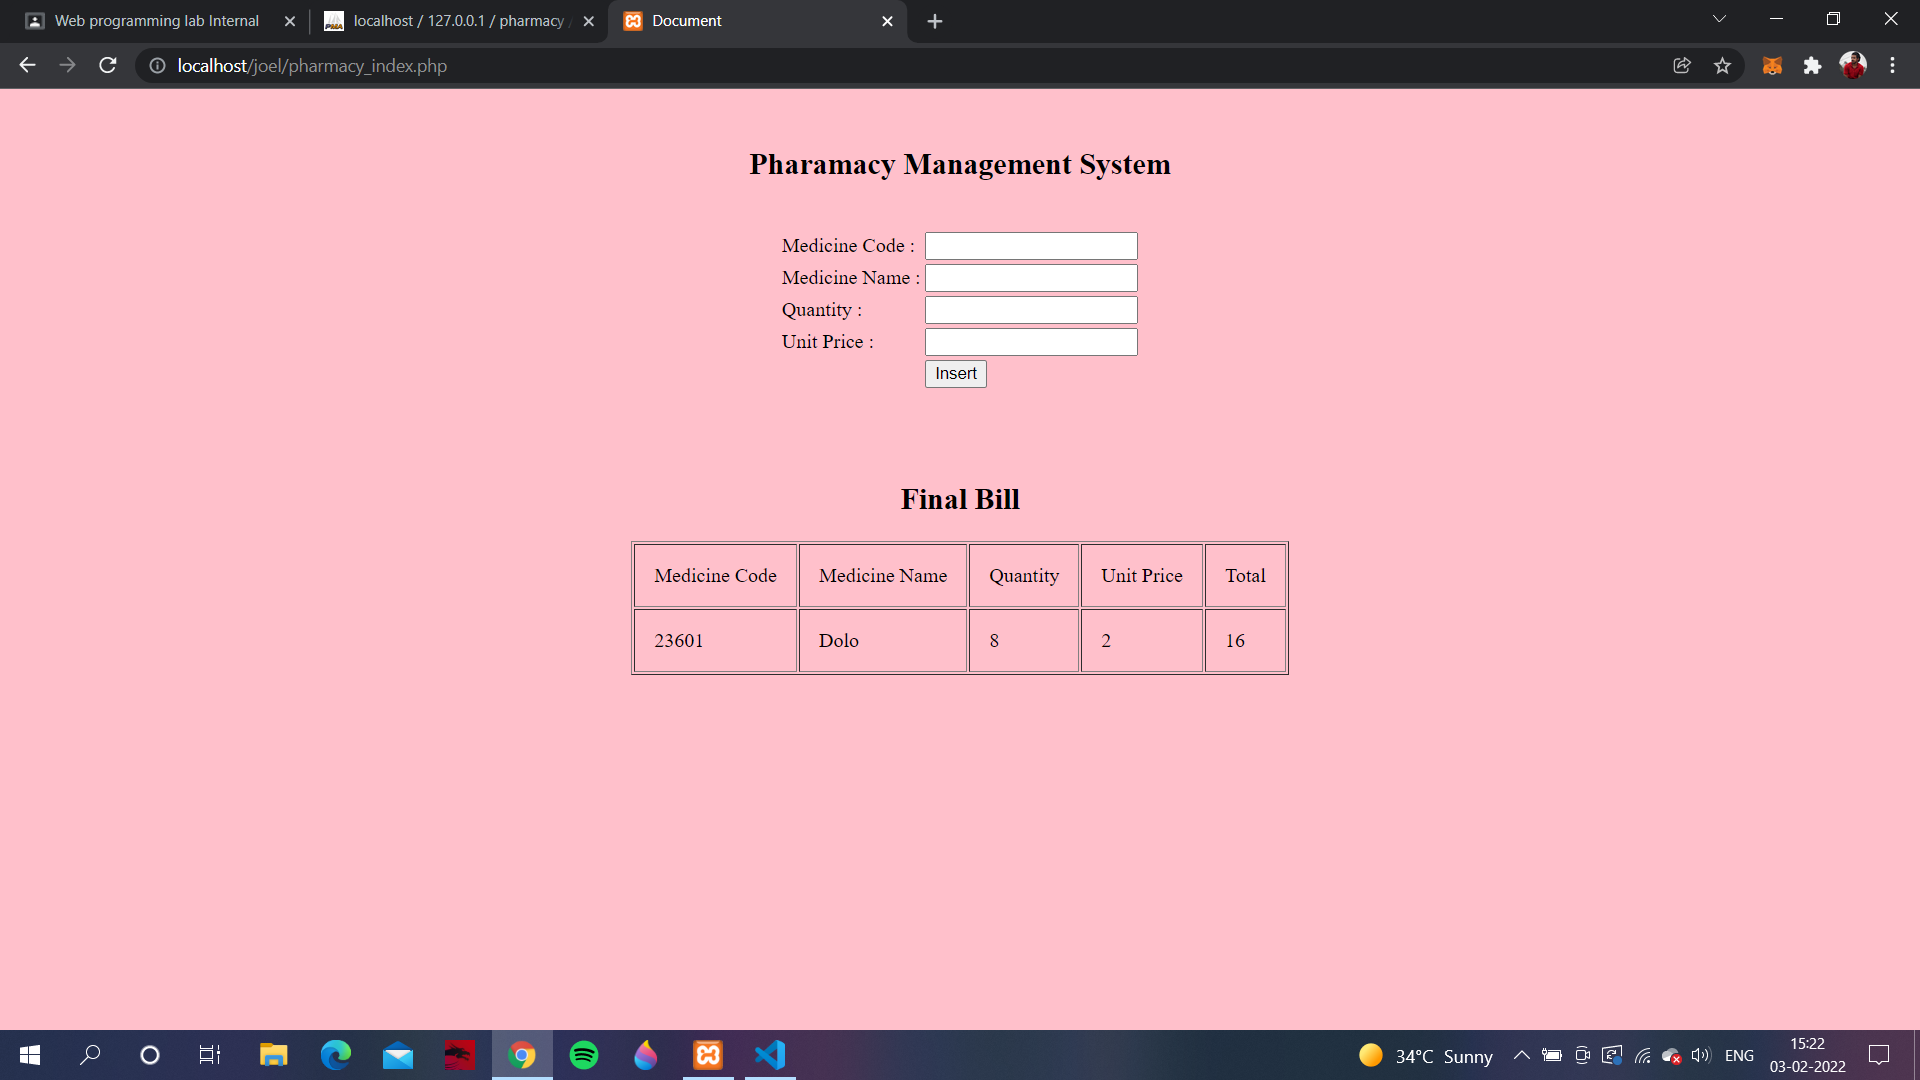 Web programming lab Internal
localhost / 127.0.0.1 / pharmacy
Document
localhost/joel/pharmacy_index.php
Pharamacy Management System
Medicine Code :
Medicine Name :
Quantity :
Unit Price :
Insert
Final Bill
Medicine Code Medicine Name Quantity Unit Price Total
23601 Dolo 8 2 16
34°C Sunny
ENG
15:22
03-02-2022